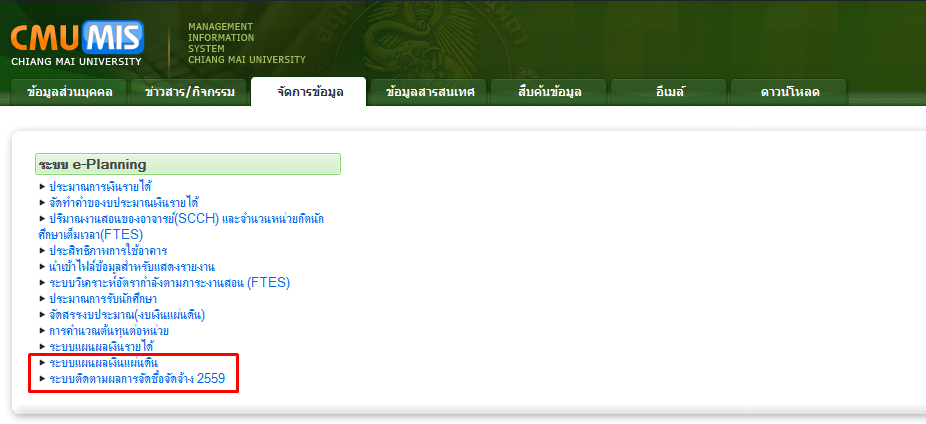 CMU MIS
CHIANG MAI UNIVERSITY
MANAGEMENT
INFORMATION
SYSTEM
CHIANG MAI UNIVERSITY
ข้อมูลส่วนบุคคล ข่าวสาร/กิจกรรม จัดการข้อมูล ข้อมูลสารสนเทศ สืบค้นข้อมูล อีเมล์ ดาวน์โหลด
ระบบ e-Planning
ประมาณการเงินรายได้
จัดทำคำของบประมาณเงินรายได้
ปริมาณงานสอนของอาจารย์(SCCH) และจำนวนหน่วยกิตนัก
ศึกษาเต็มเวลา(FTES)
ประสิทธิภาพการใช้อาคาร
นำเข้าไฟล์ข้อมูลสำหรับแสดงรายงาน
ระบบวิเคราะห์อัตรากำลังตามภาระงานสอน (FTES)
ประมาณการรับนักศึกษา
จัดสรรงบประมาณ(งบเงินแผ่นดิน)
การคำนวณต้นทุนต่อหน่วย
ระบบแผนผลเงินรายได้
ระบบแผนผลเงินแผ่นดิน
ระบบติดตามผลการจัดซื้อจัดจ้าง 2559